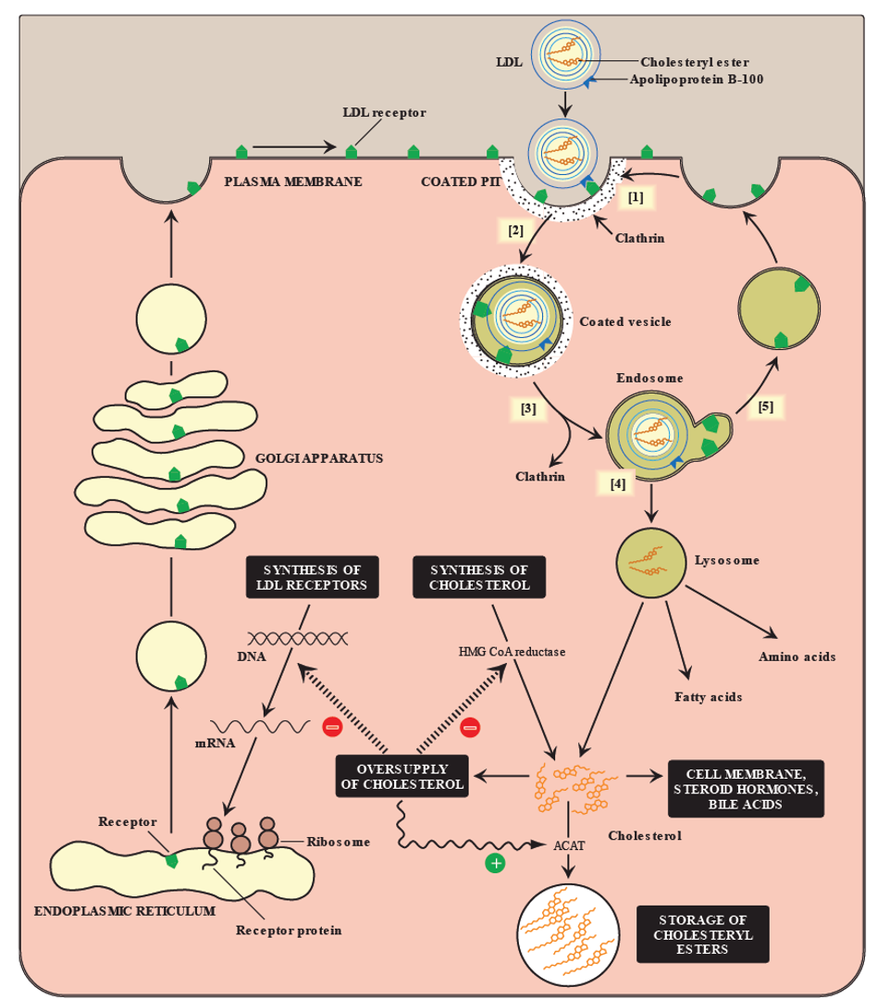 LDL
Cholesteryl ester
Apolipoprotein B-100
LDL receptor
PLASMA MEMBRANE
COATED PIT
[1]
[2]
Clathrin
Coated vesicle
Endosome
[3]
[5]
GOLGI APPARATUS
Clathrin
[4]
SYNTHESIS OF
LDL RECEPTORS
SYNTHESIS OF
CHOLESTEROL
Lysosome
DNA
HMG CoA reductase
Amino acids
Fatty acids
mRNA
OVERSUPPLY
OF CHOLESTEROL
CELL MEMBRANE,
STEROID HORMONES,
BILE ACIDS
Receptor
Ribosome
Cholesterol
ACAT
ENDOPLASMIC RETICULUM
Receptor protein
STORAGE OF
CHOLESTERYL
ESTERS